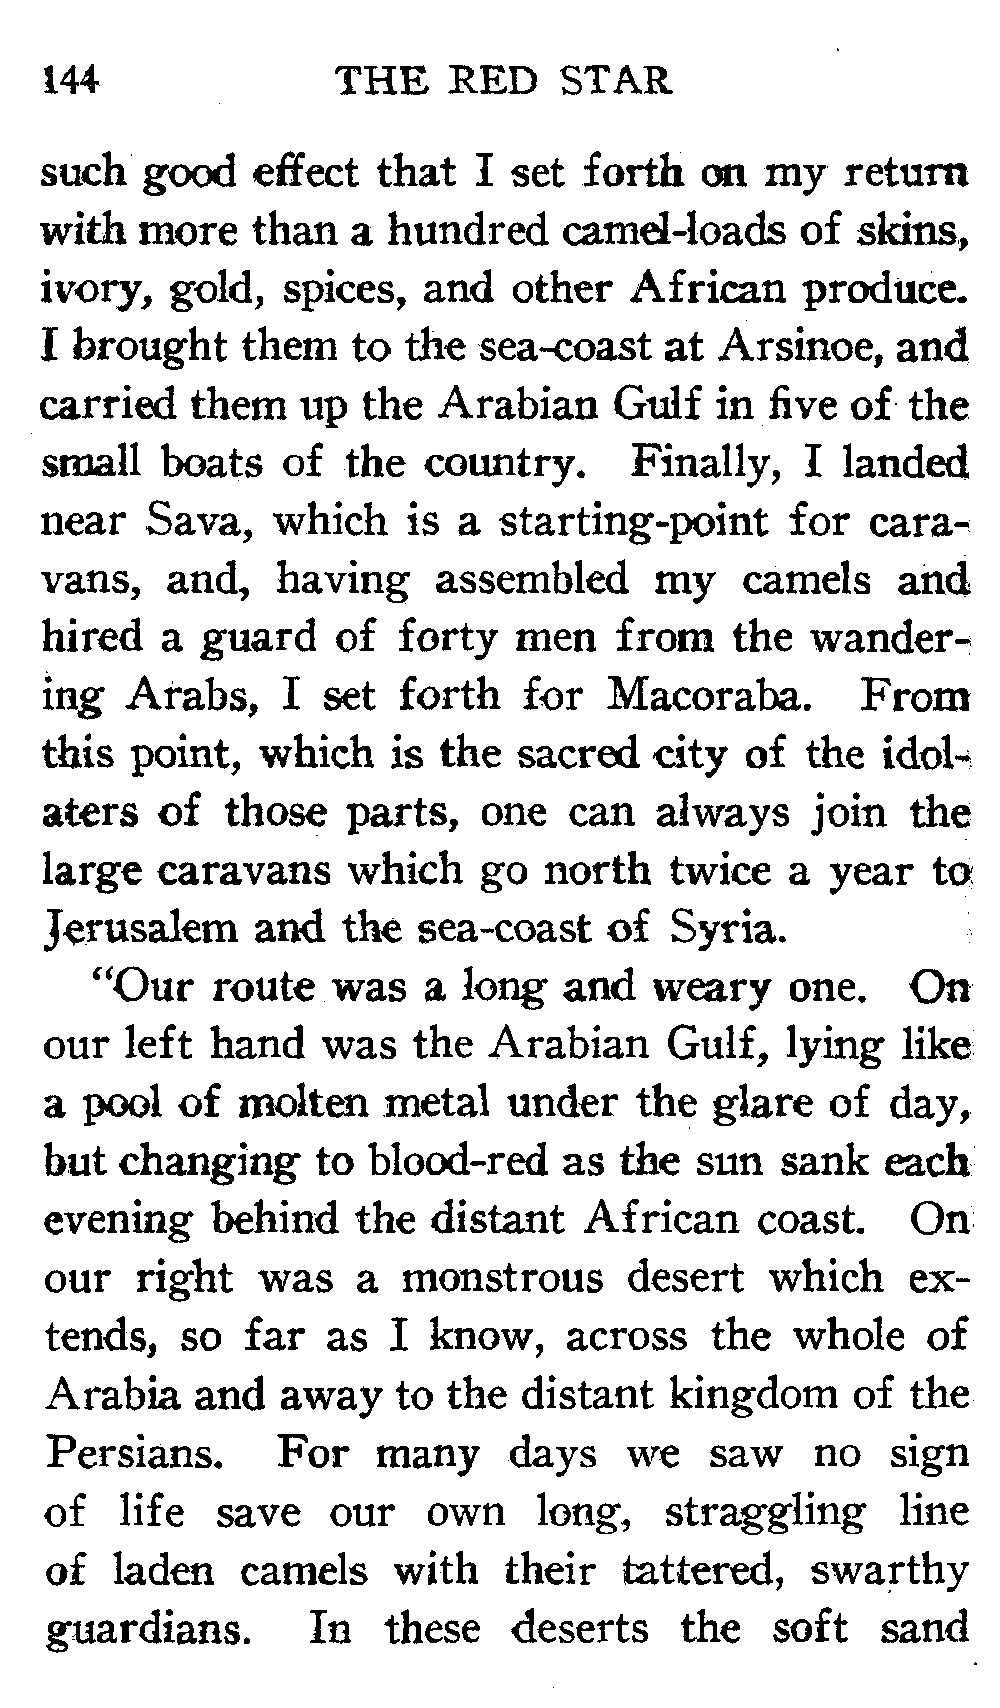 144 THE RED STAR
such good effect that I set forth on my return
with more than a hundred camel-loads of skins,
ivory, gold, spices, and other African produce.
I brought them to the sea-coast at Arsinoe, and
carried them up the Arabian Gulf in five of the
small boats of the country. Finally, I landed
near Sava, which is a starting-point for cara-
vans, and, having assembled my camels and
hired a guard of forty men from the wander-
ing Arabs, I set forth for Macoraba. From
this point, which is the sacred city of the idol-
aters of those parts, one can always join the
large caravans which go north twice a year to
Jerusalem and the sea-coast of Syria.
"Our route was a long and weary one. On
our left hand was the Arabian Gulf, lying like
a pool of molten metal under the glare of day,
but changing to blood-red as the sun sank each
evening behind the distant African coast. On
our right was a monstrous desert which ex-
tends, so far as I know, across the whole of
Arabia and away to the distant kingdom of the
Persians. For many days we saw no sign
of life save our own long, straggling line
of laden camels with their tattered, swarthy
guardians. In these deserts the soft sand